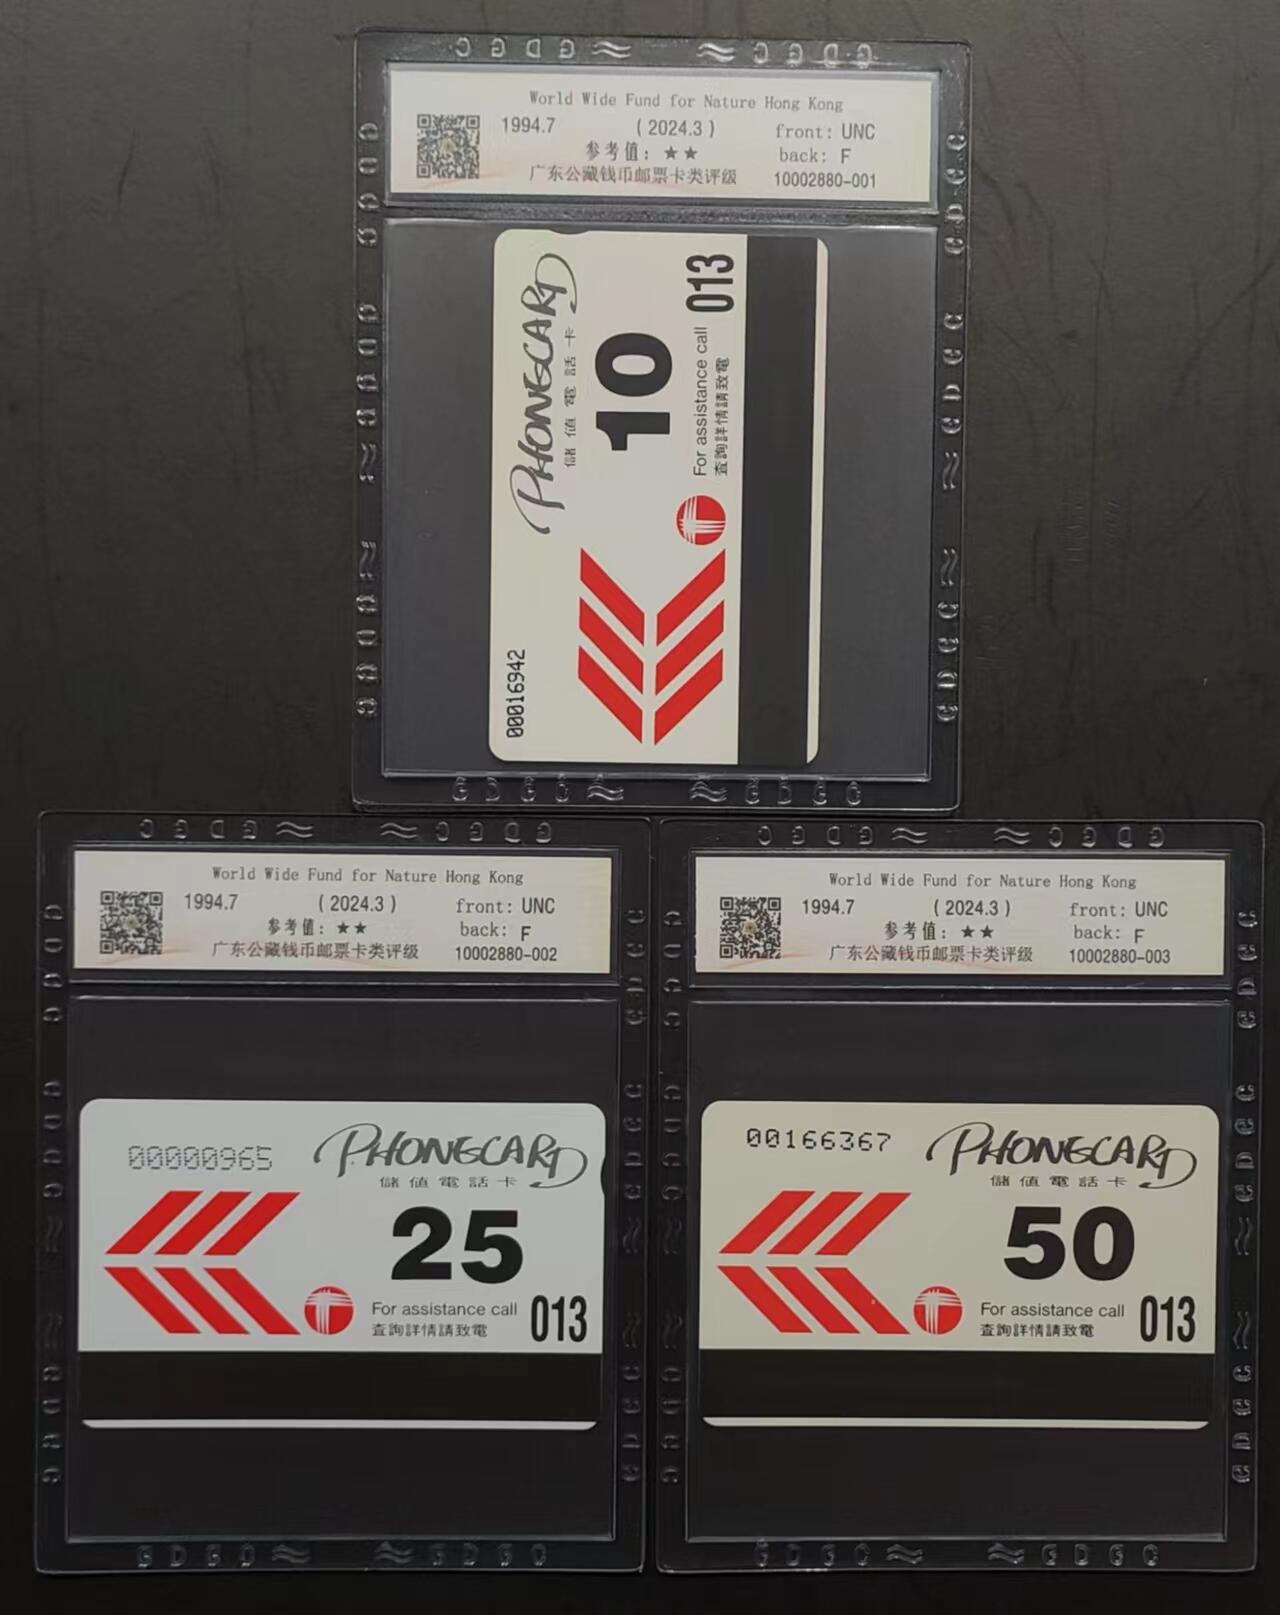 World Wide Fund for Nature Hong Kong
1994.7 (2024.3) front: UNC
参考值: ★★ back: F
广东公藏钱币邮票卡类评级 10002880-001
PHONECARD
儲值電話卡
10
For assistance call
查詢詳情請致電
013
00016942
World Wide Fund for Nature Hong Kong
1994.7 (2024.3) front: UNC
参考值: ★★ back: F
广东公藏钱币邮票卡类评级 10002880-002
00000965
PHONECARD
儲值電話卡
25
For assistance call
查詢詳情請致電
013
World Wide Fund for Nature Hong Kong
1994.7 (2024.3) front: UNC
参考值: ★★ back: F
广东公藏钱币邮票卡类评级 10002880-003
00166367
PHONECARD
儲值電話卡
50
For assistance call
查詢詳情請致電
013